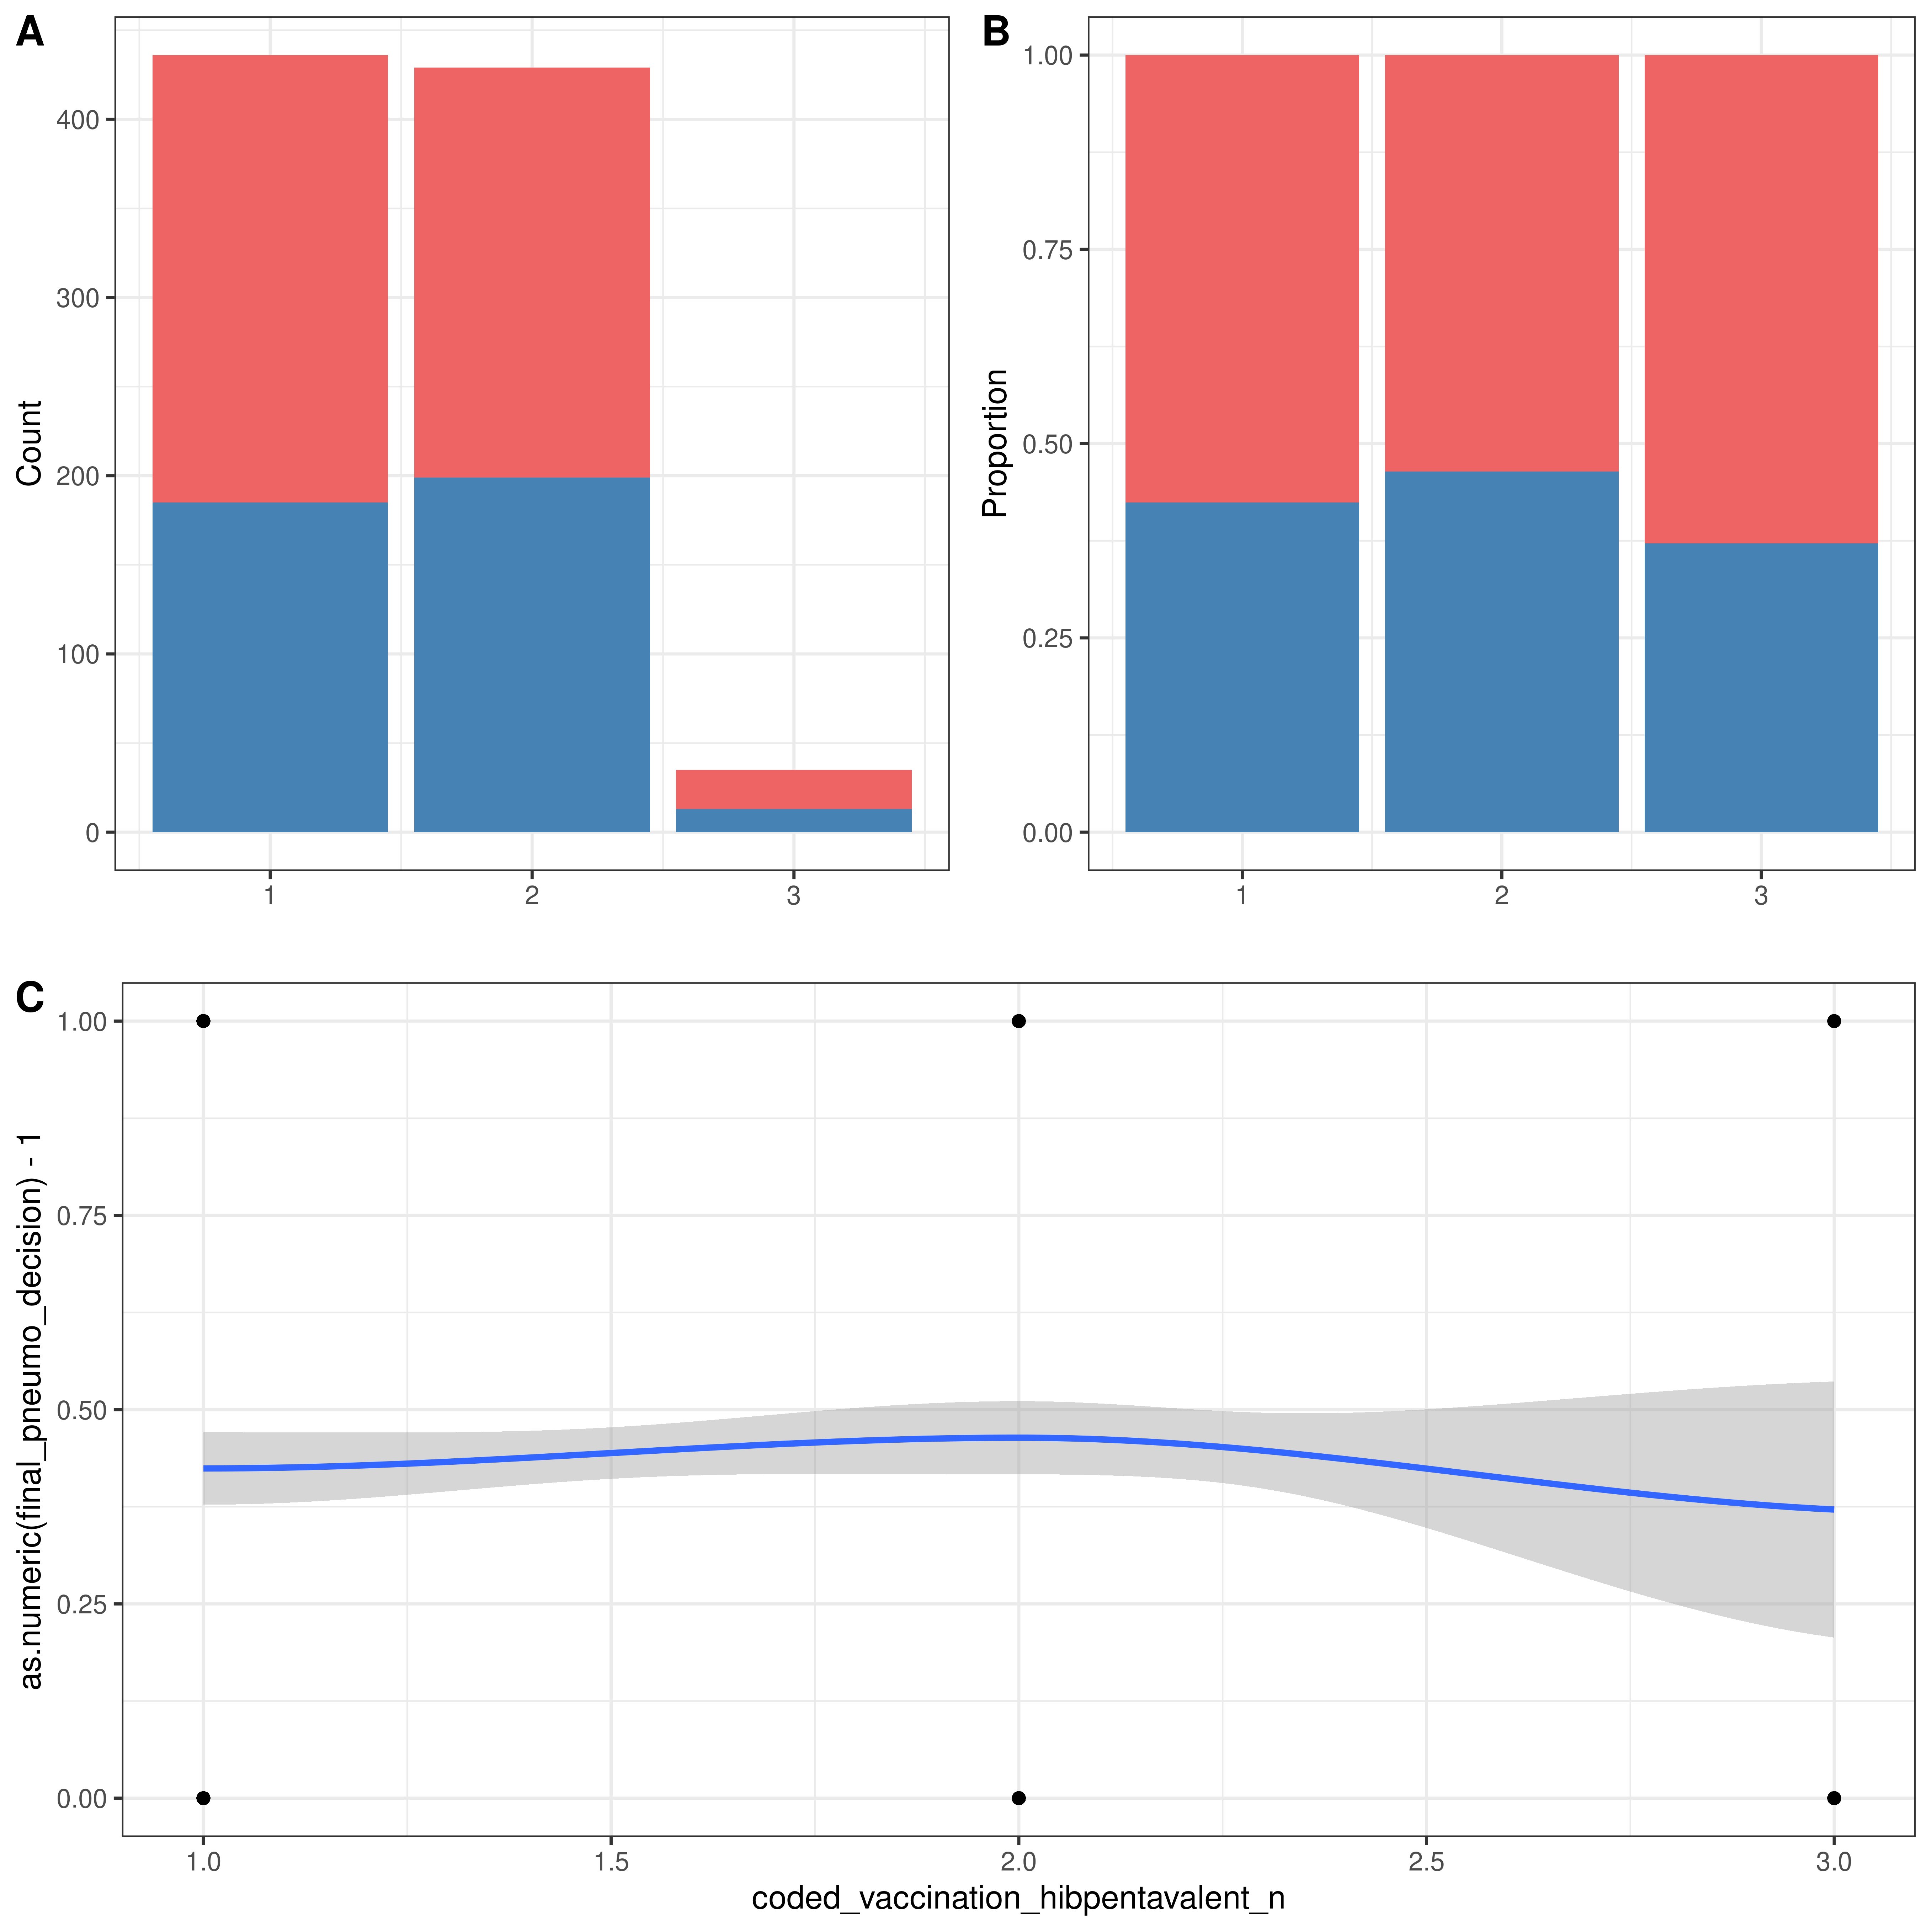 A
Count
400
300
200
100
0
1 2 3
B
Proportion
1.00
0.75
0.50
0.25
0.00
1 2 3
C
as.numeric(final_pneumo_decision) - 1
1.00
0.75
0.50
0.25
0.00
1.0 1.5 2.0 2.5 3.0
coded_vaccination_hibpentavalent_n